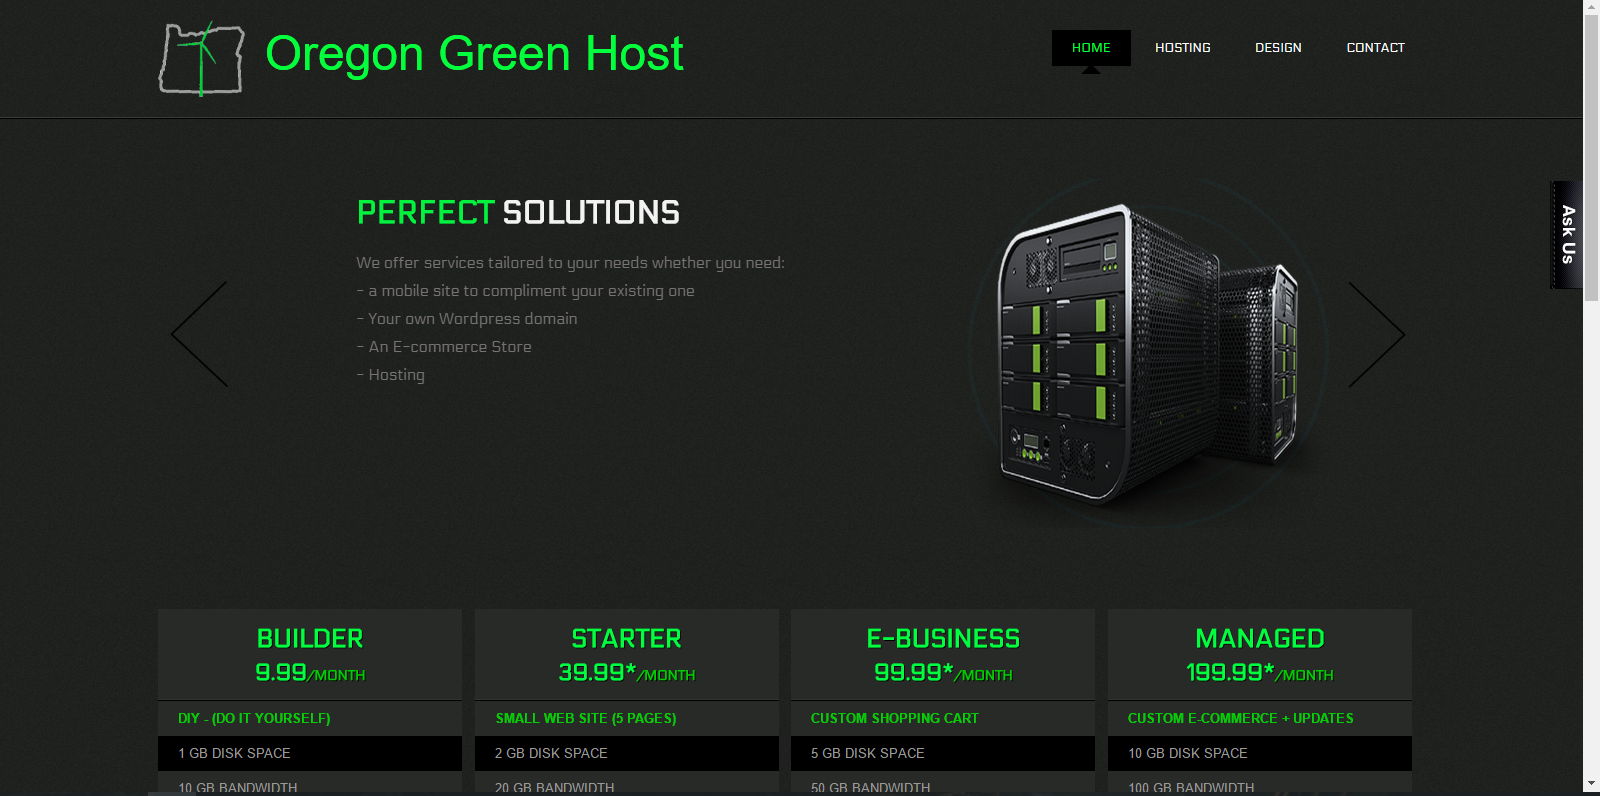 Oregon Green Host
HOME HOSTING DESIGN CONTACT
PERFECT SOLUTIONS
We offer services tailored to your needs whether you need:
- a mobile site to compliment your existing one
- Your own Wordpress domain
- An E-commerce Store
- Hosting
Ask Us
BUILDER
9.99/MONTH
DIY - (DO IT YOURSELF)
1 GB DISK SPACE
10 GB BANDWIDTH
STARTER
39.99*/MONTH
SMALL WEB SITE (5 PAGES)
2 GB DISK SPACE
20 GB BANDWIDTH
E-BUSINESS
99.99*/MONTH
CUSTOM SHOPPING CART
5 GB DISK SPACE
50 GB BANDWIDTH
MANAGED
199.99*/MONTH
CUSTOM E-COMMERCE + UPDATES
10 GB DISK SPACE
100 GB BANDWIDTH